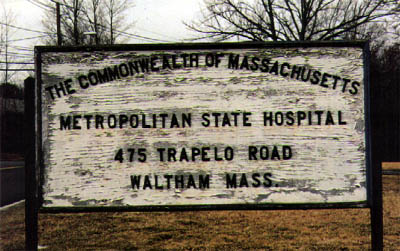 THE COMMONWEALTH OF MASSACHUSETTS
METROPOLITAN STATE HOSPITAL
475 TRAPELO ROAD
WALTHAM MASS.